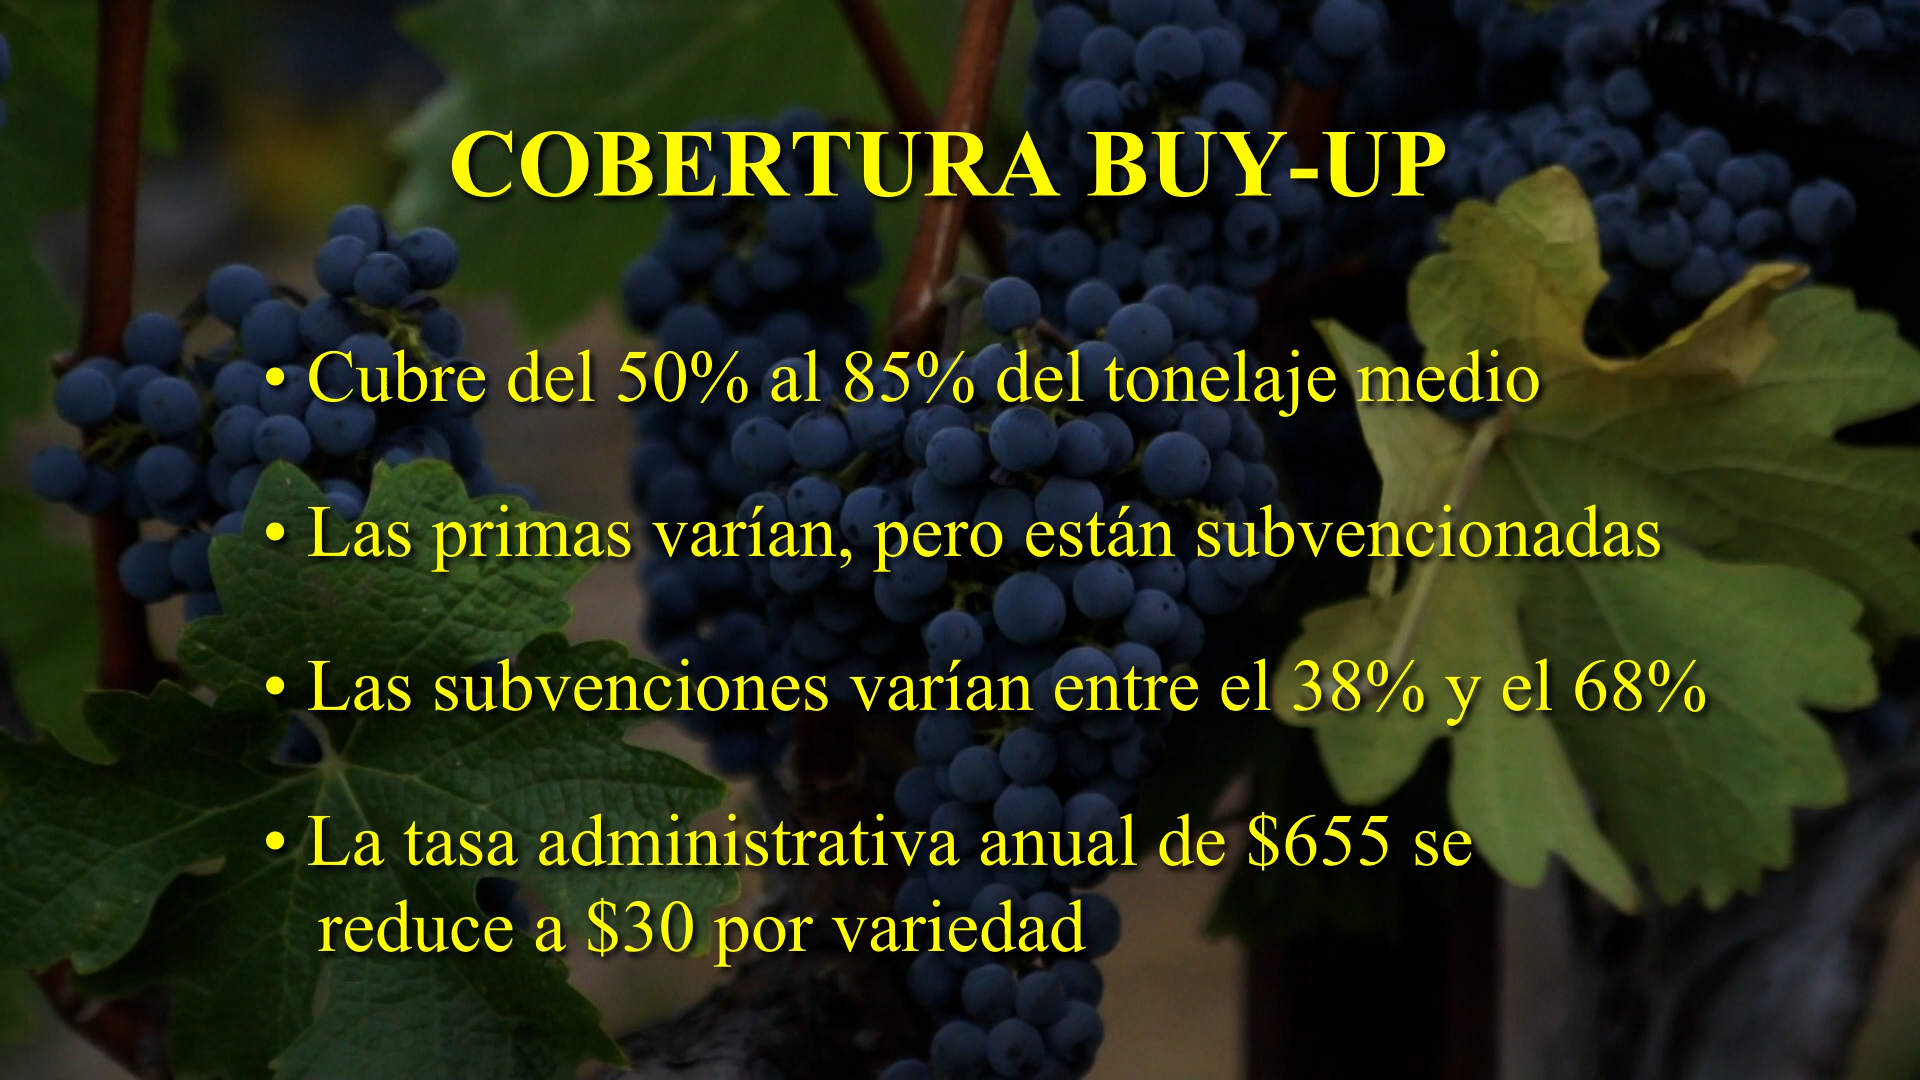 COBERTURA BUY-UP
• Cubre del 50% al 85% del tonelaje medio
• Las primas varían, pero están subvencionadas
• Las subvenciones varían entre el 38% y el 68%
• La tasa administrativa anual de $655 se
reduce a $30 por variedad